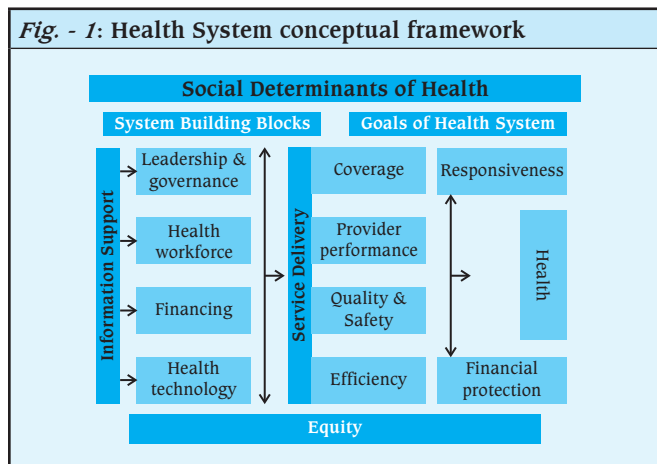 Fig. - 1: Health System conceptual framework
Social Determinants of Health
System Building Blocks
Goals of Health System
Information Support
Leadership &
governance
Health
workforce
Financing
Health
technology
Service Delivery
Coverage
Provider
performance
Quality &
Safety
Efficiency
Responsiveness
Health
Financial
protection
Equity